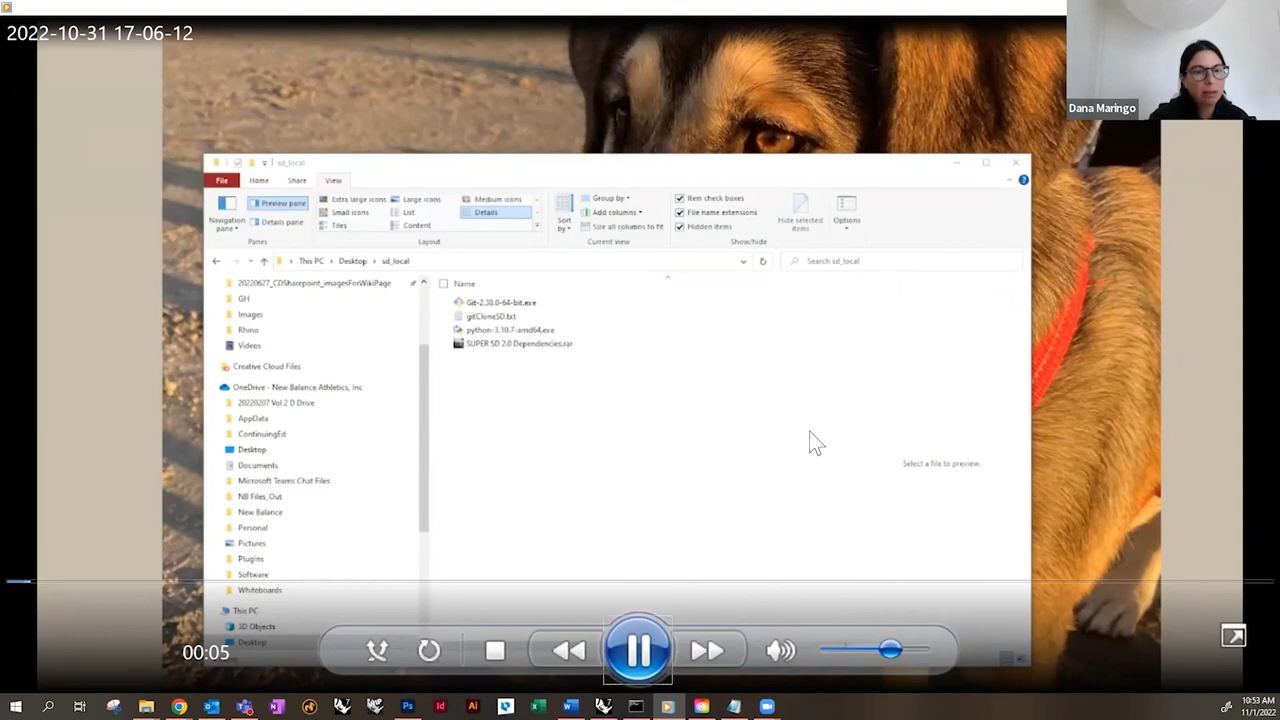 2022-10-31 17-06-12
Dana Maringo
sd_local
File Home Share View
Navigation pane
Preview pane
Details pane
Panes
Extra large icons Large icons Medium icons
Small icons List Details
Tiles Content
Layout
Sort by
Group by
Add columns
Size all columns to fit
Current view
Item check boxes
File name extensions
Hidden items
Hide selected items
Show/hide
Options
This PC > Desktop > sd_local
Search sd_local
20220627_CDSharepoint_imagesForWikiPage
GH
Images
Rhino
Videos
Creative Cloud Files
OneDrive - New Balance Athletics, Inc
20220207 Vol 2 D Drive
AppData
ContinuingEd
Desktop
Documents
Microsoft Teams Chat Files
NB Files_Out
New Balance
Personal
Pictures
Plugins
Software
Whiteboards
This PC
3D Objects
Desktop
Name
Git-2.38.0-64-bit.exe
gitCloneSD.txt
python-3.10.7-amd64.exe
SUPER SD 2.0 Dependencies.rar
Select a file to preview.
00:05
10:53 AM
11/1/2022